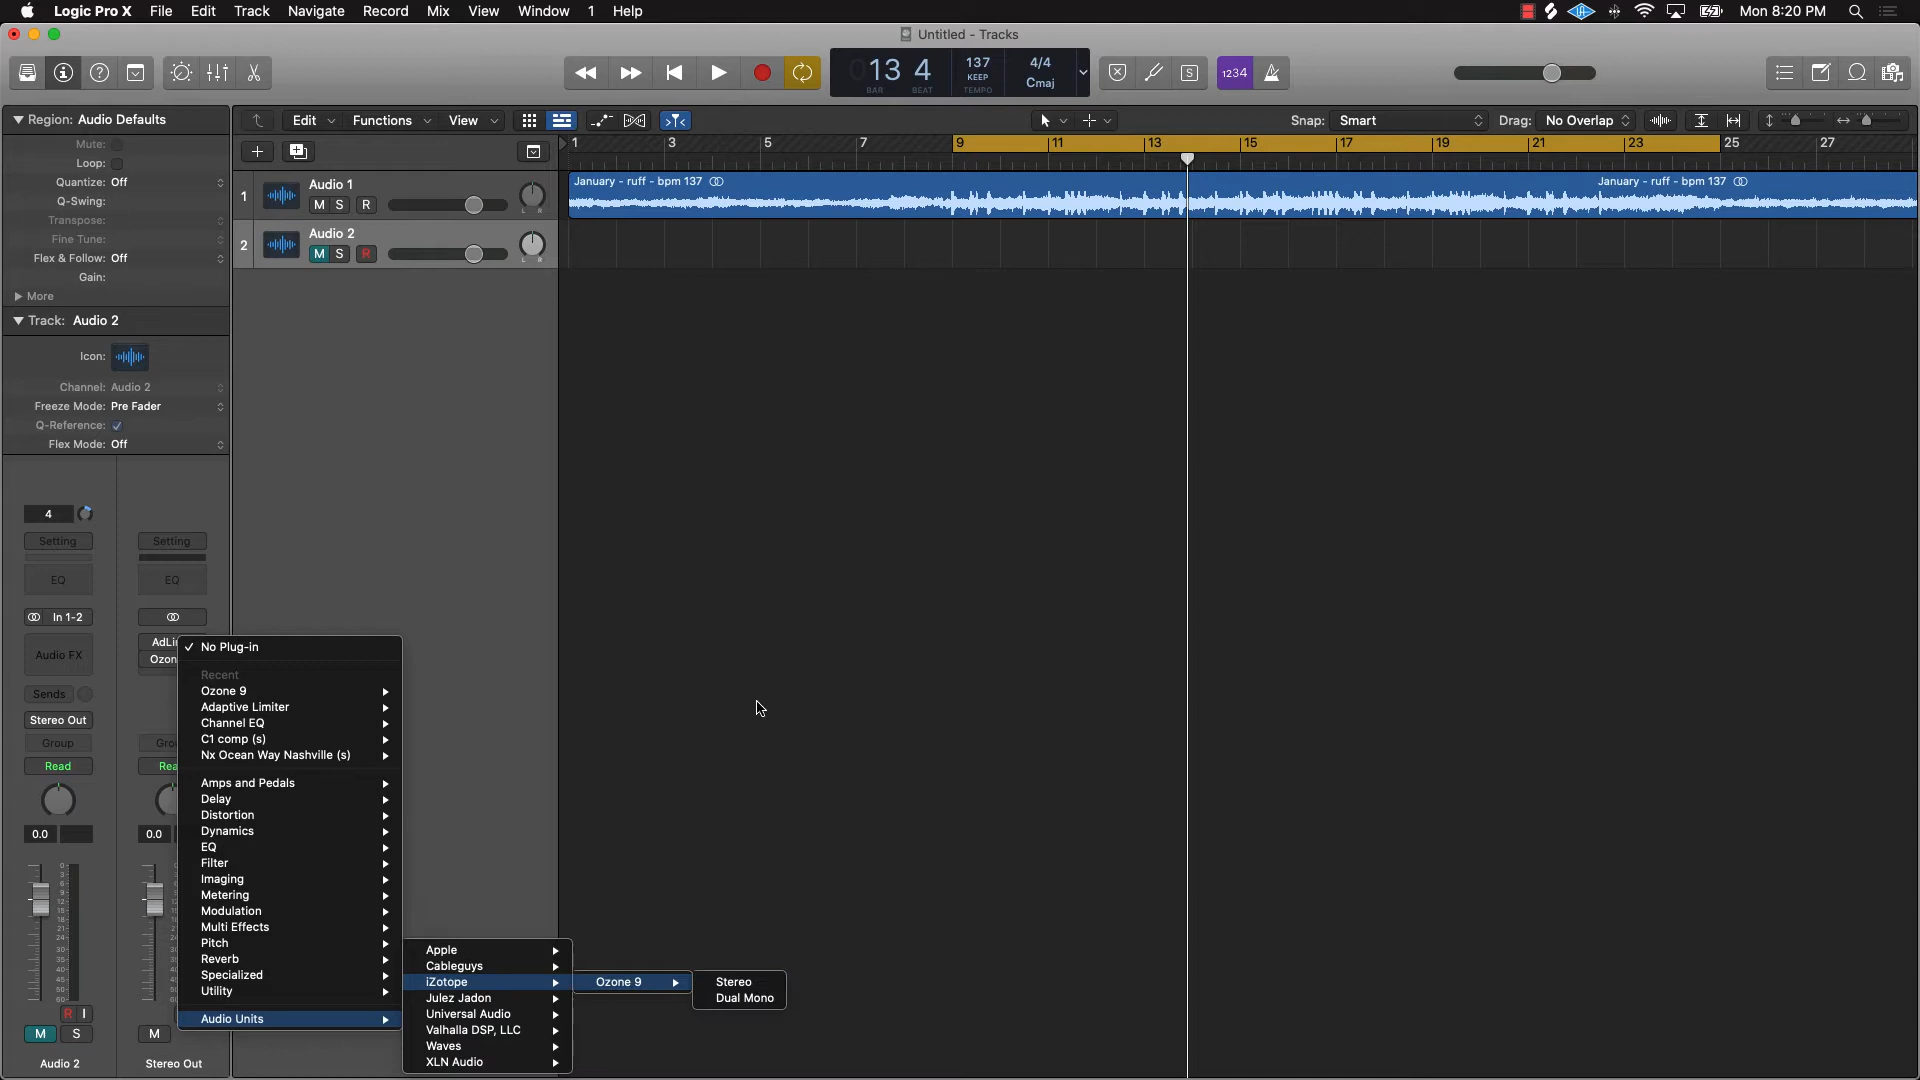 Logic Pro X File Edit Track Navigate Record Mix View Window 1 Help Mon 8:20 PM
Untitled - Tracks
13 4 137 4/4
KEEP Cmaj
BAR BEAT TEMPO
S 1234
Region: Audio Defaults
Mute:
Loop:
Quantize: Off
Q-Swing:
Transpose:
Fine Tune:
Flex & Follow: Off
Gain:
More
Track: Audio 2
Icon:
Channel: Audio 2
Freeze Mode: Pre Fader
Q-Reference:
Flex Mode: Off
Edit Functions View Snap: Smart Drag: No Overlap
1 3 5 7 9 11 13 15 17 19 21 23 25 27
1 Audio 1
M S R
L R
January - ruff - bpm 137 January - ruff - bpm 137
2 Audio 2
M S R
L R
4
Setting Setting
EQ EQ
In 1-2
Audio FX
Sends
Stereo Out
Group
Read
0.0 0.0
R I
M S M
Audio 2 Stereo Out
No Plug-in
Recent
Ozone 9
Adaptive Limiter
Channel EQ
C1 comp (s)
Nx Ocean Way Nashville (s)
Amps and Pedals
Delay
Distortion
Dynamics
EQ
Filter
Imaging
Metering
Modulation
Multi Effects
Pitch
Reverb
Specialized
Utility
Audio Units
Apple
Cableguys
iZotope
Julez Jadon
Universal Audio
Valhalla DSP, LLC
Waves
XLN Audio
Ozone 9
Stereo
Dual Mono